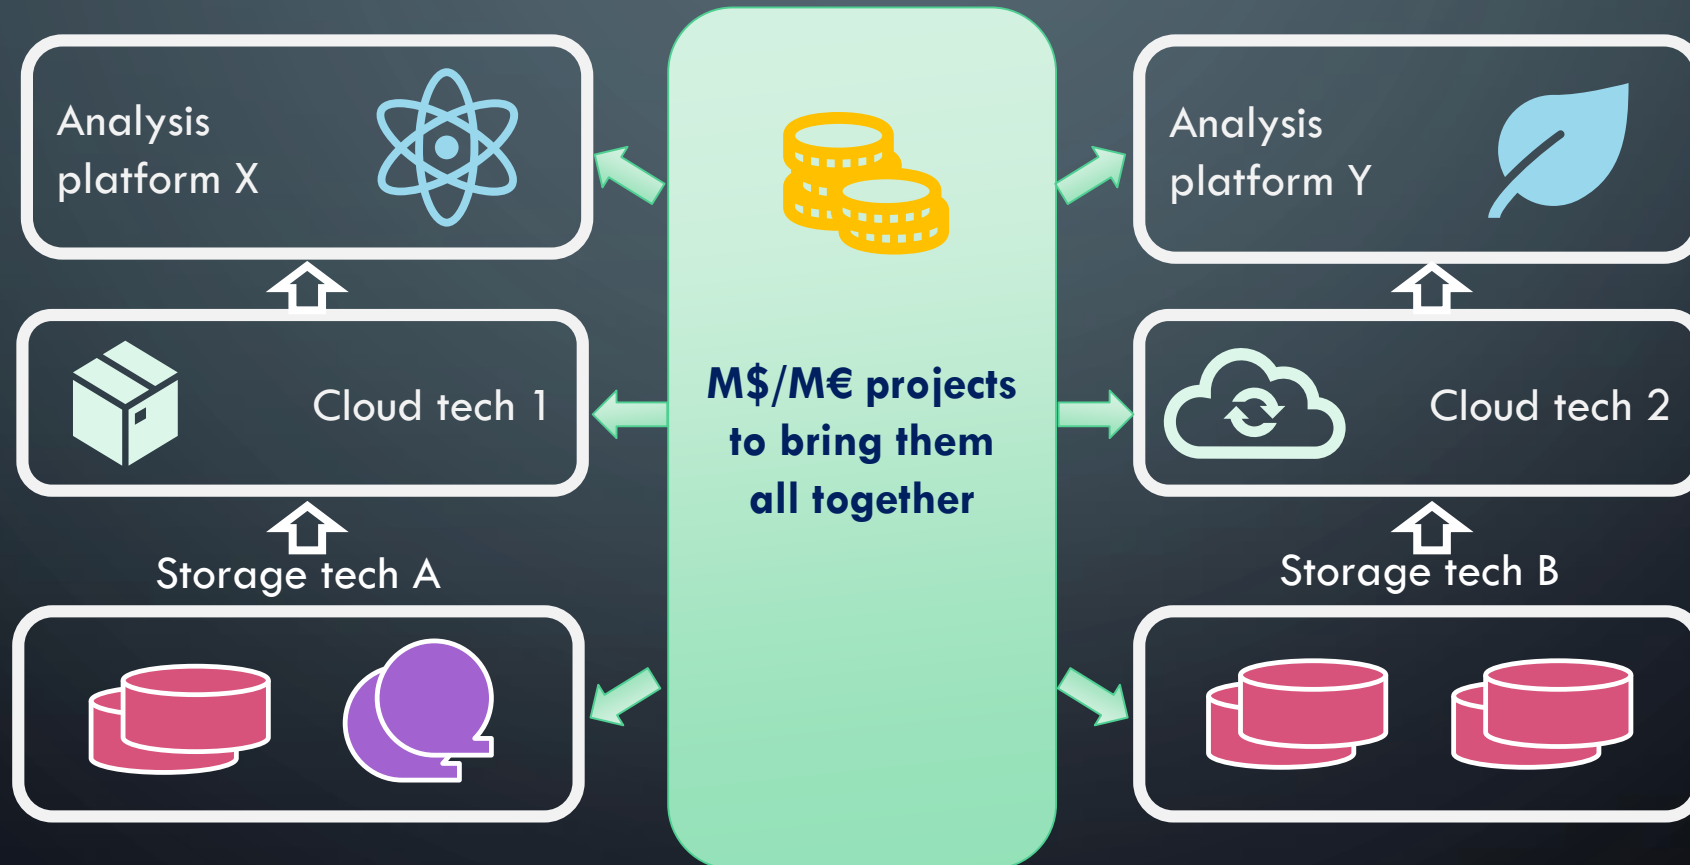 Analysis
platform X
Cloud tech 1
Storage tech A
M$/M€ projects
to bring them
all together
Analysis
platform Y
Cloud tech 2
Storage tech B